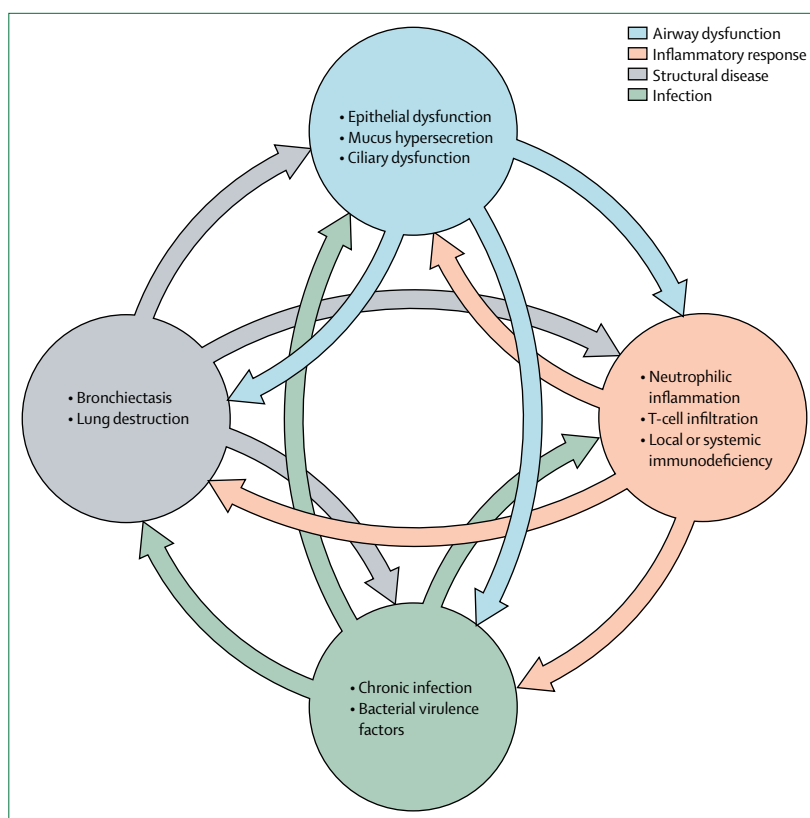 Airway dysfunction
Inflammatory response
Structural disease
Infection
• Epithelial dysfunction
• Mucus hypersecretion
• Ciliary dysfunction
• Bronchiectasis
• Lung destruction
• Neutrophilic
inflammation
• T-cell infiltration
• Local or systemic
immunodeficiency
• Chronic infection
• Bacterial virulence
factors